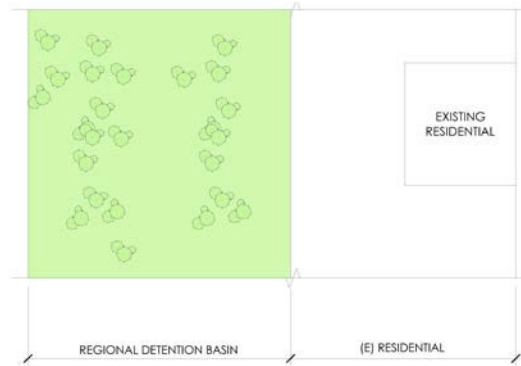 EXISTING
RESIDENTIAL
REGIONAL DETENTION BASIN
(E) RESIDENTIAL